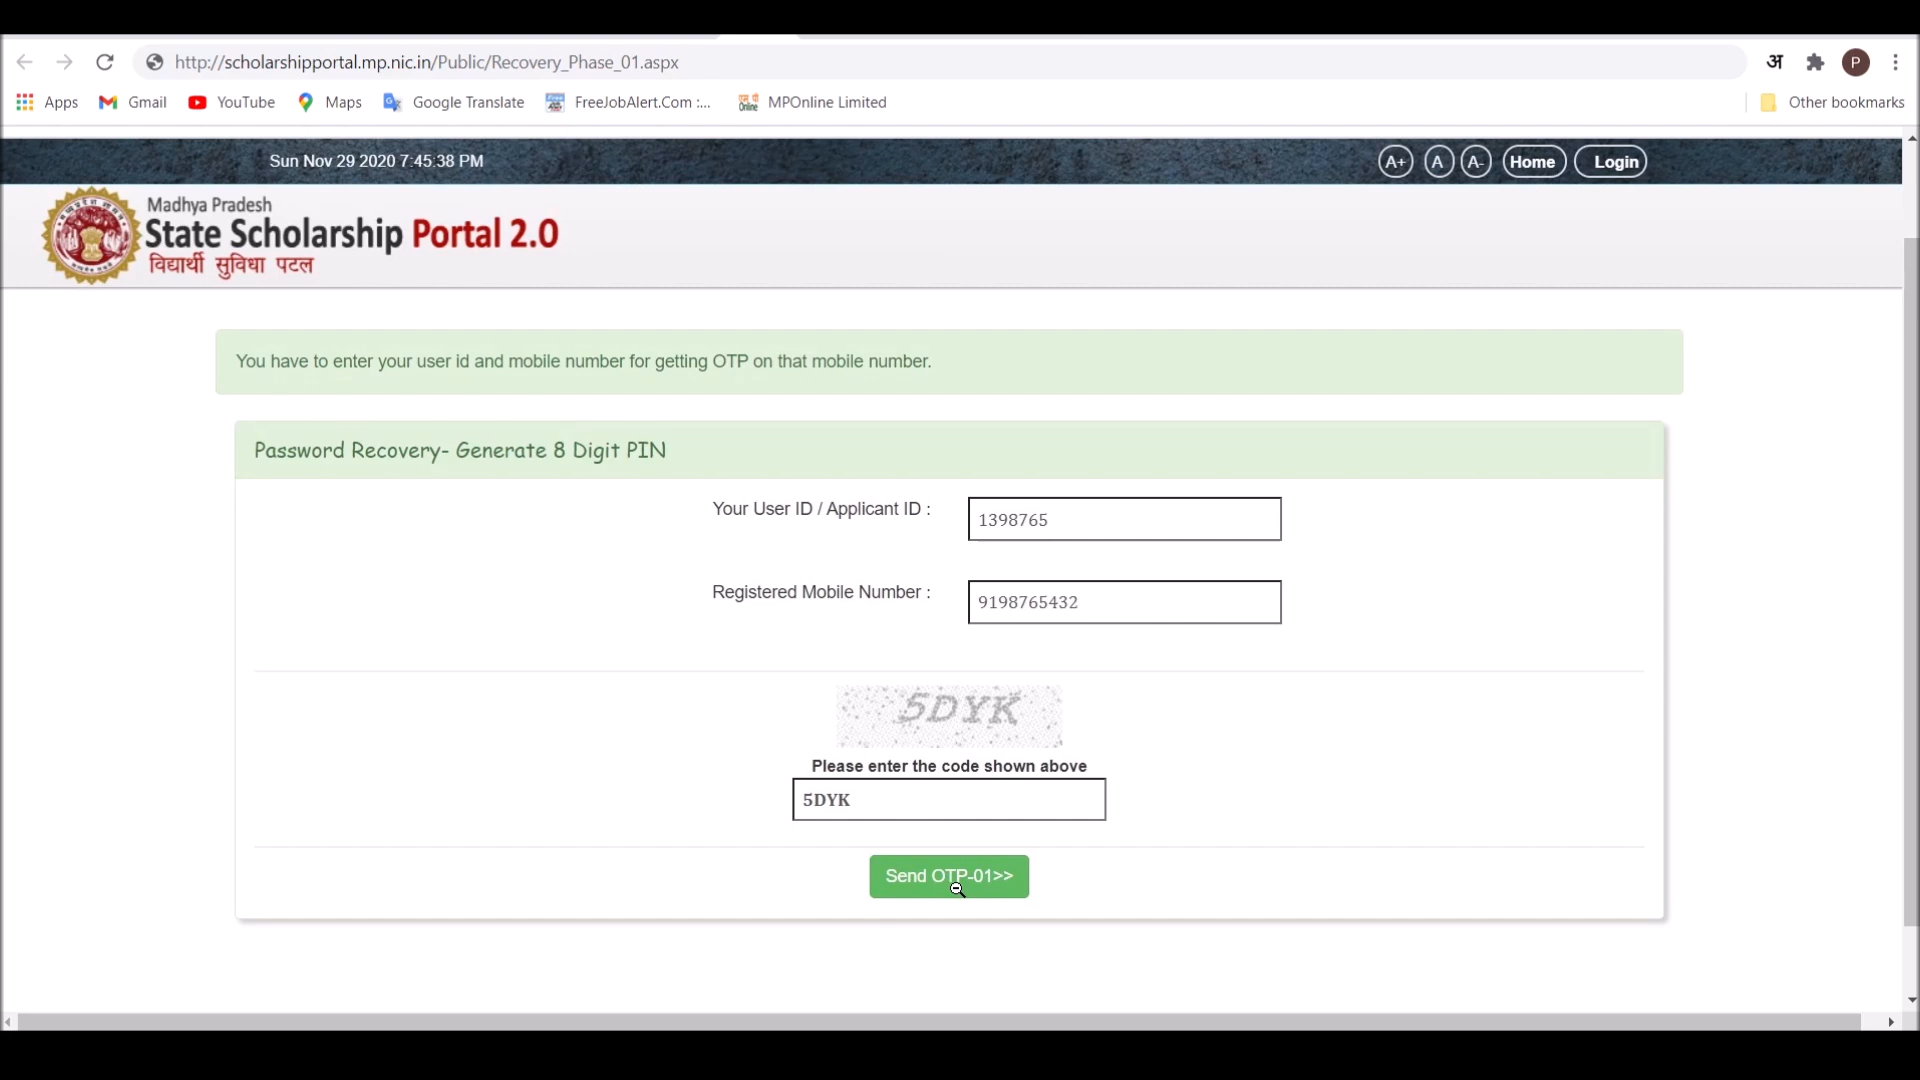 http://scholarshipportal.mp.nic.in/Public/Recovery_Phase_01.aspx
अ
P
Apps
Gmail
YouTube
Maps
Google Translate
FreeJobAlert.Com :...
MPOnline Limited
Other bookmarks
Sun Nov 29 2020 7:45:38 PM
A+
A
A-
Home
Login
Madhya Pradesh
State Scholarship Portal 2.0
विद्यार्थी सुविधा पटल
You have to enter your user id and mobile number for getting OTP on that mobile number.
Password Recovery- Generate 8 Digit PIN
Your User ID / Applicant ID :
1398765
Registered Mobile Number :
9198765432
5DYK
Please enter the code shown above
5DYK
Send OTP-01>>